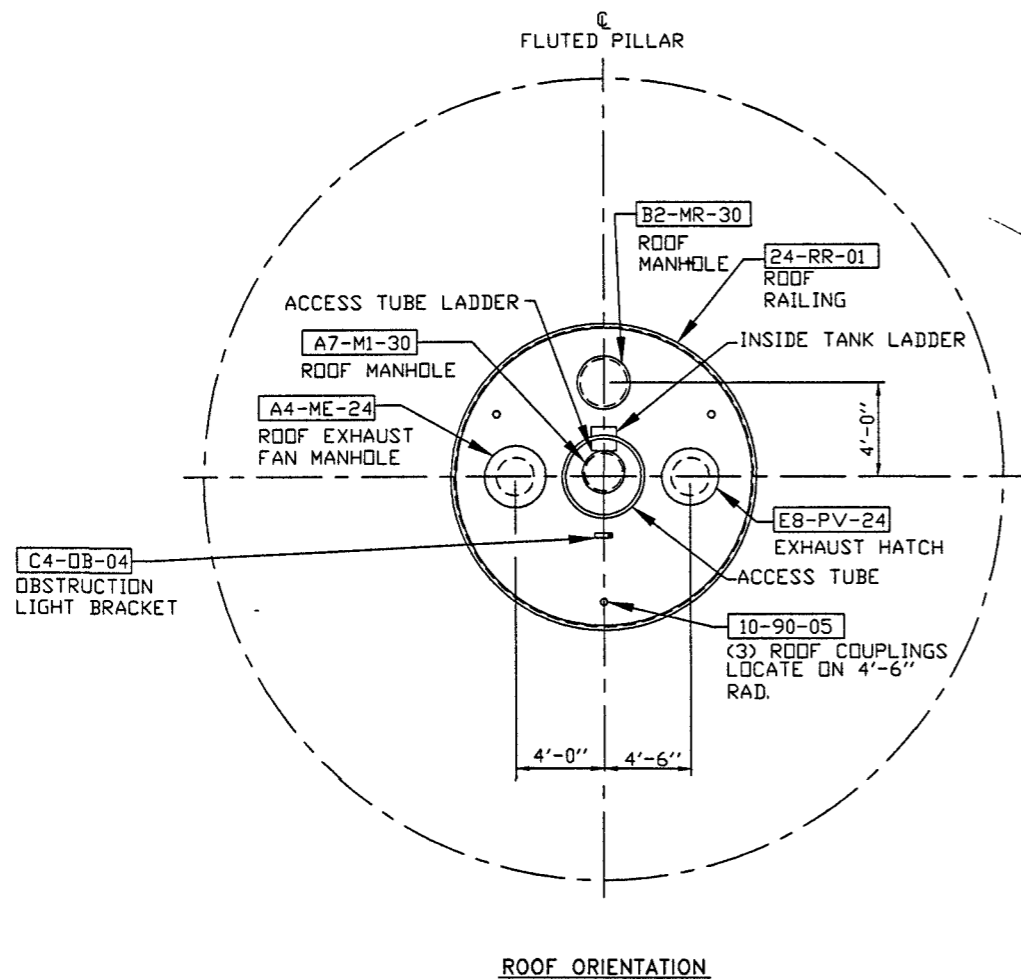 ℄
FLUTED PILLAR
B2-MR-30
ROOF
MANHOLE
24-RR-01
ROOF
RAILING
ACCESS TUBE LADDER
INSIDE TANK LADDER
A7-M1-30
ROOF MANHOLE
A4-ME-24
ROOF EXHAUST
FAN MANHOLE
4'-0"
E8-PV-24
EXHAUST HATCH
C4-OB-04
OBSTRUCTION
LIGHT BRACKET
ACCESS TUBE
10-90-05
(3) ROOF COUPLINGS
LOCATE ON 4'-6"
RAD.
4'-0"
4'-6"
ROOF ORIENTATION